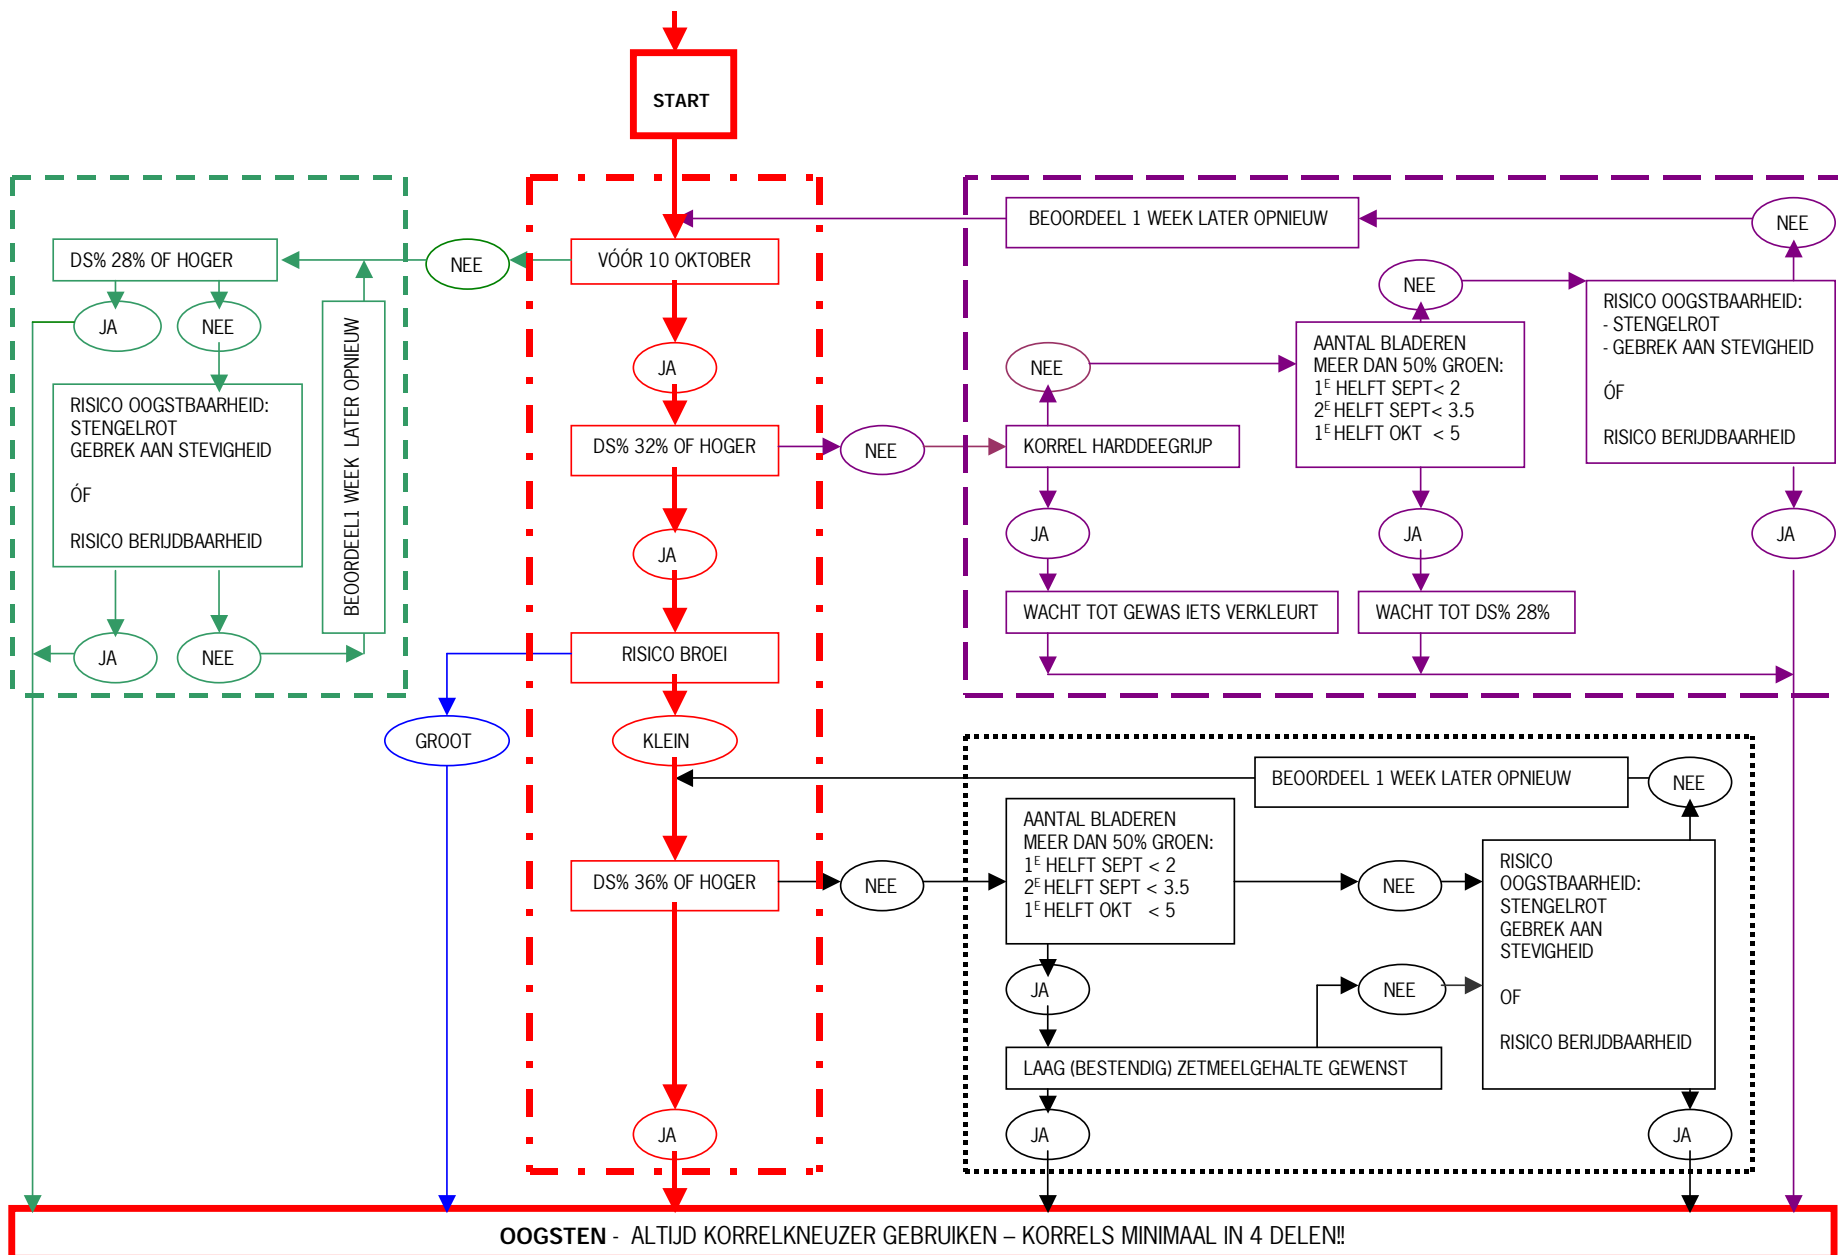 START
BEOORDEEL 1 WEEK LATER OPNIEUW
NEE
DS% 28% OF HOGER
NEE
VÓÓR 10 OKTOBER
JA
NEE
BEOORDEEL1 WEEK LATER OPNIEUW
RISICO OOGSTBAARHEID:
STENGELROT
GEBREK AAN STEVIGHEID
ÓF
RISICO BERIJDBAARHEID
JA
NEE
JA
DS% 32% OF HOGER
NEE
JA
RISICO BROEI
GROOT
KLEIN
DS% 36% OF HOGER
NEE
JA
NEE
KORREL HARDDEEGRIJP
JA
WACHT TOT GEWAS IETS VERKLEURT
NEE
AANTAL BLADEREN
MEER DAN 50% GROEN:
1E HELFT SEPT< 2
2E HELFT SEPT< 3.5
1E HELFT OKT < 5
JA
WACHT TOT DS% 28%
RISICO OOGSTBAARHEID:
- STENGELROT
- GEBREK AAN STEVIGHEID
ÓF
RISICO BERIJDBAARHEID
JA
BEOORDEEL 1 WEEK LATER OPNIEUW
NEE
AANTAL BLADEREN
MEER DAN 50% GROEN:
1E HELFT SEPT < 2
2E HELFT SEPT < 3.5
1E HELFT OKT < 5
NEE
JA
NEE
LAAG (BESTENDIG) ZETMEELGEHALTE GEWENST
JA
RISICO
OOGSTBAARHEID:
STENGELROT
GEBREK AAN
STEVIGHEID
OF
RISICO BERIJDBAARHEID
JA
OOGSTEN - ALTIJD KORRELKNEUZER GEBRUIKEN – KORRELS MINIMAAL IN 4 DELEN!!